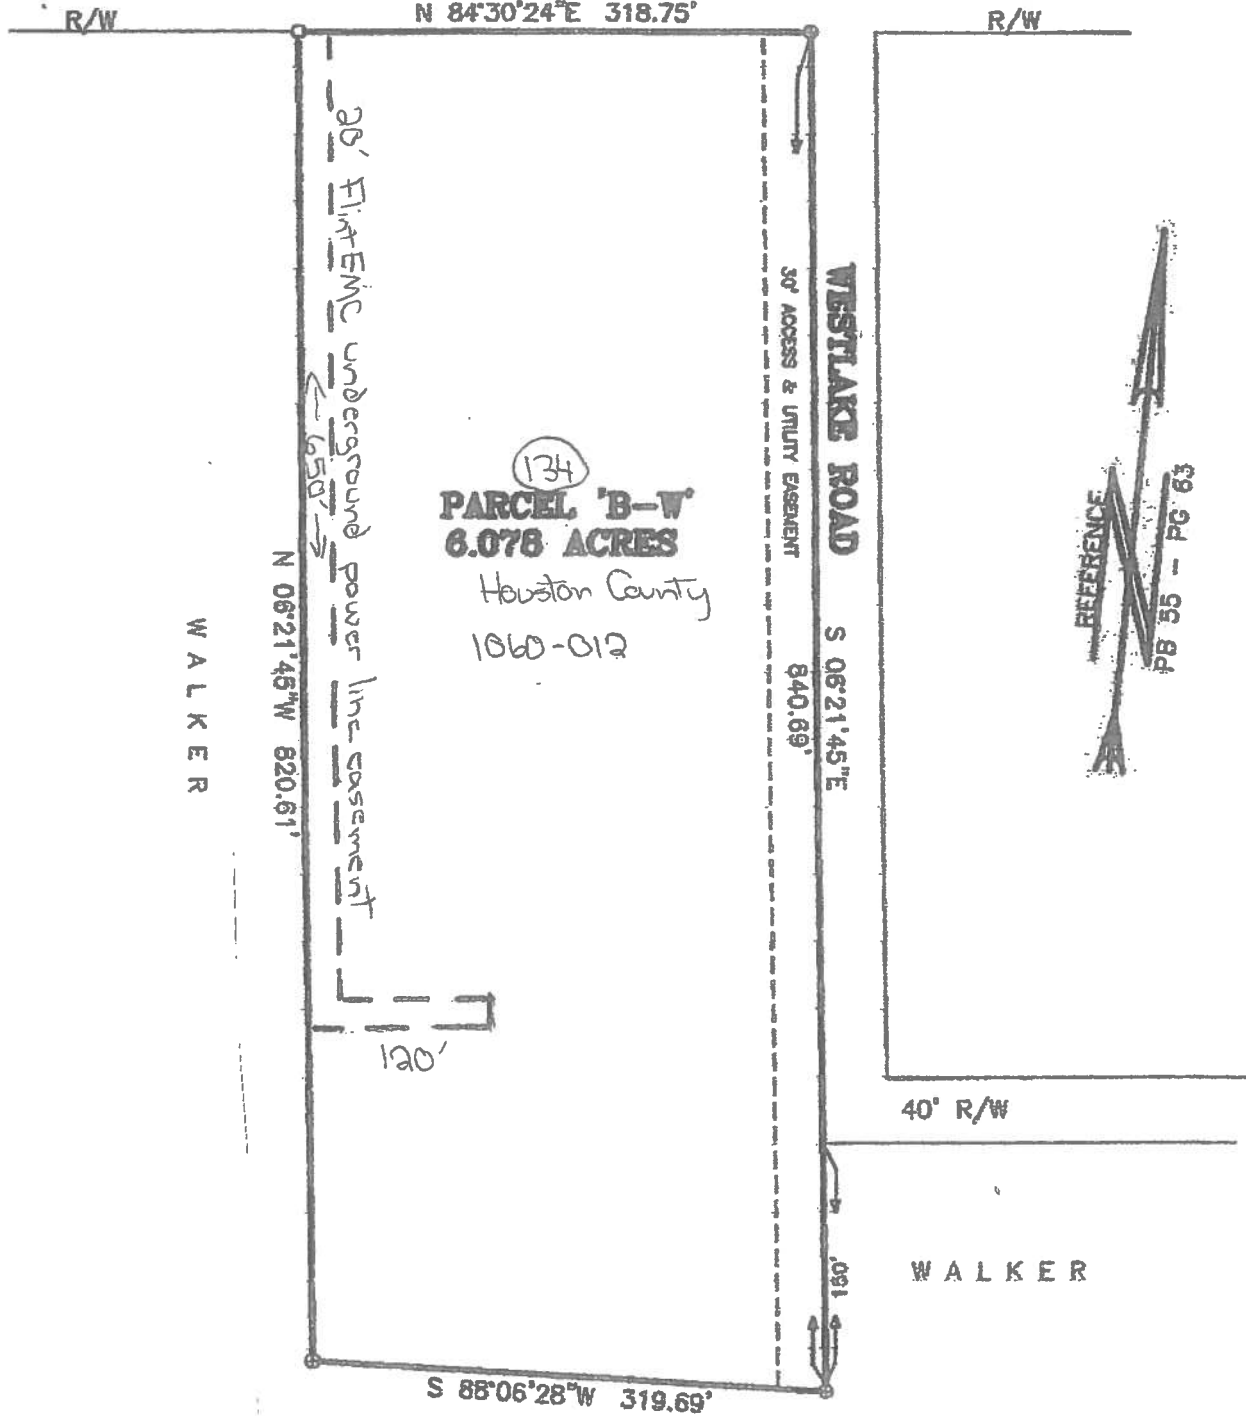 R/W
N 84°30'24"E 318.75'
R/W
20' Flint EMC underground power line easement
← 650' →
(134)
PARCEL 'B-W'
6.078 ACRES
Houston County
1060-012
30' ACCESS & UTILITY EASEMENT
WESTLAKE ROAD
S 06°21'45"E
840.69'
REFERENCE
PB 55 - PG 63
WALKER
N 06°21'45"W 820.61'
120'
40' R/W
160'
WALKER
S 88°06'28"W 319.69'